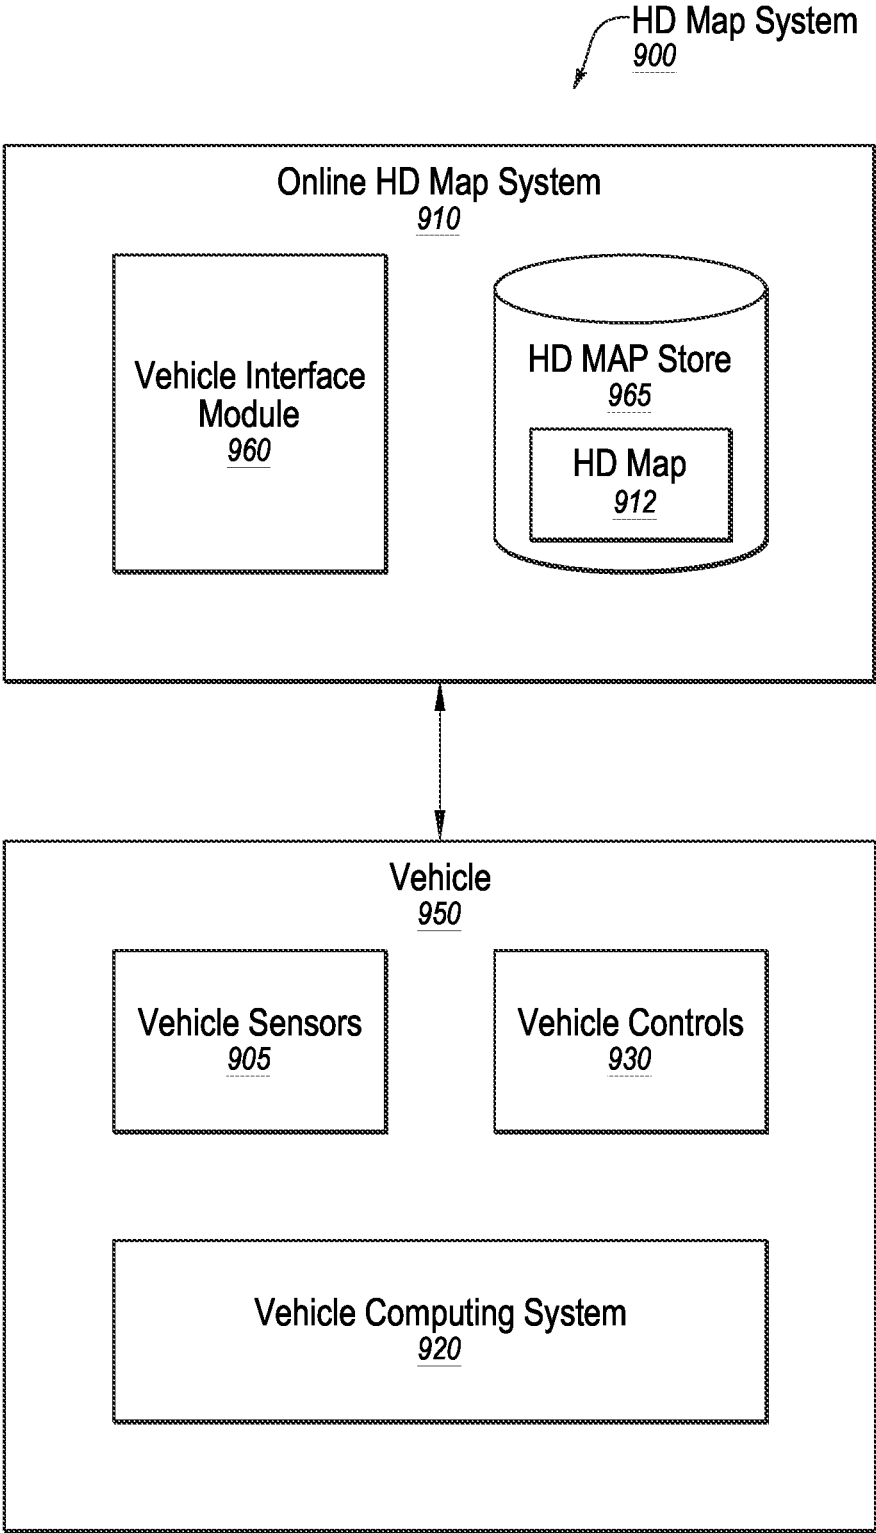 HD Map System
900
Online HD Map System
910
Vehicle Interface
Module
960
HD MAP Store
965
HD Map
912
Vehicle
950
Vehicle Sensors
905
Vehicle Controls
930
Vehicle Computing System
920